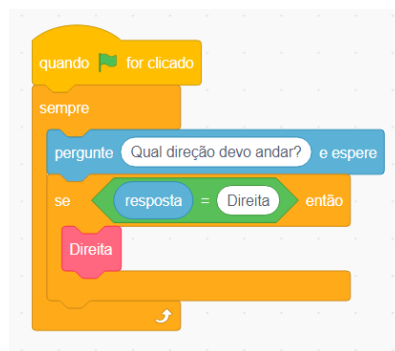 quando for clicado
sempre
pergunte Qual direção devo andar? e espere
se resposta = Direita então
Direita